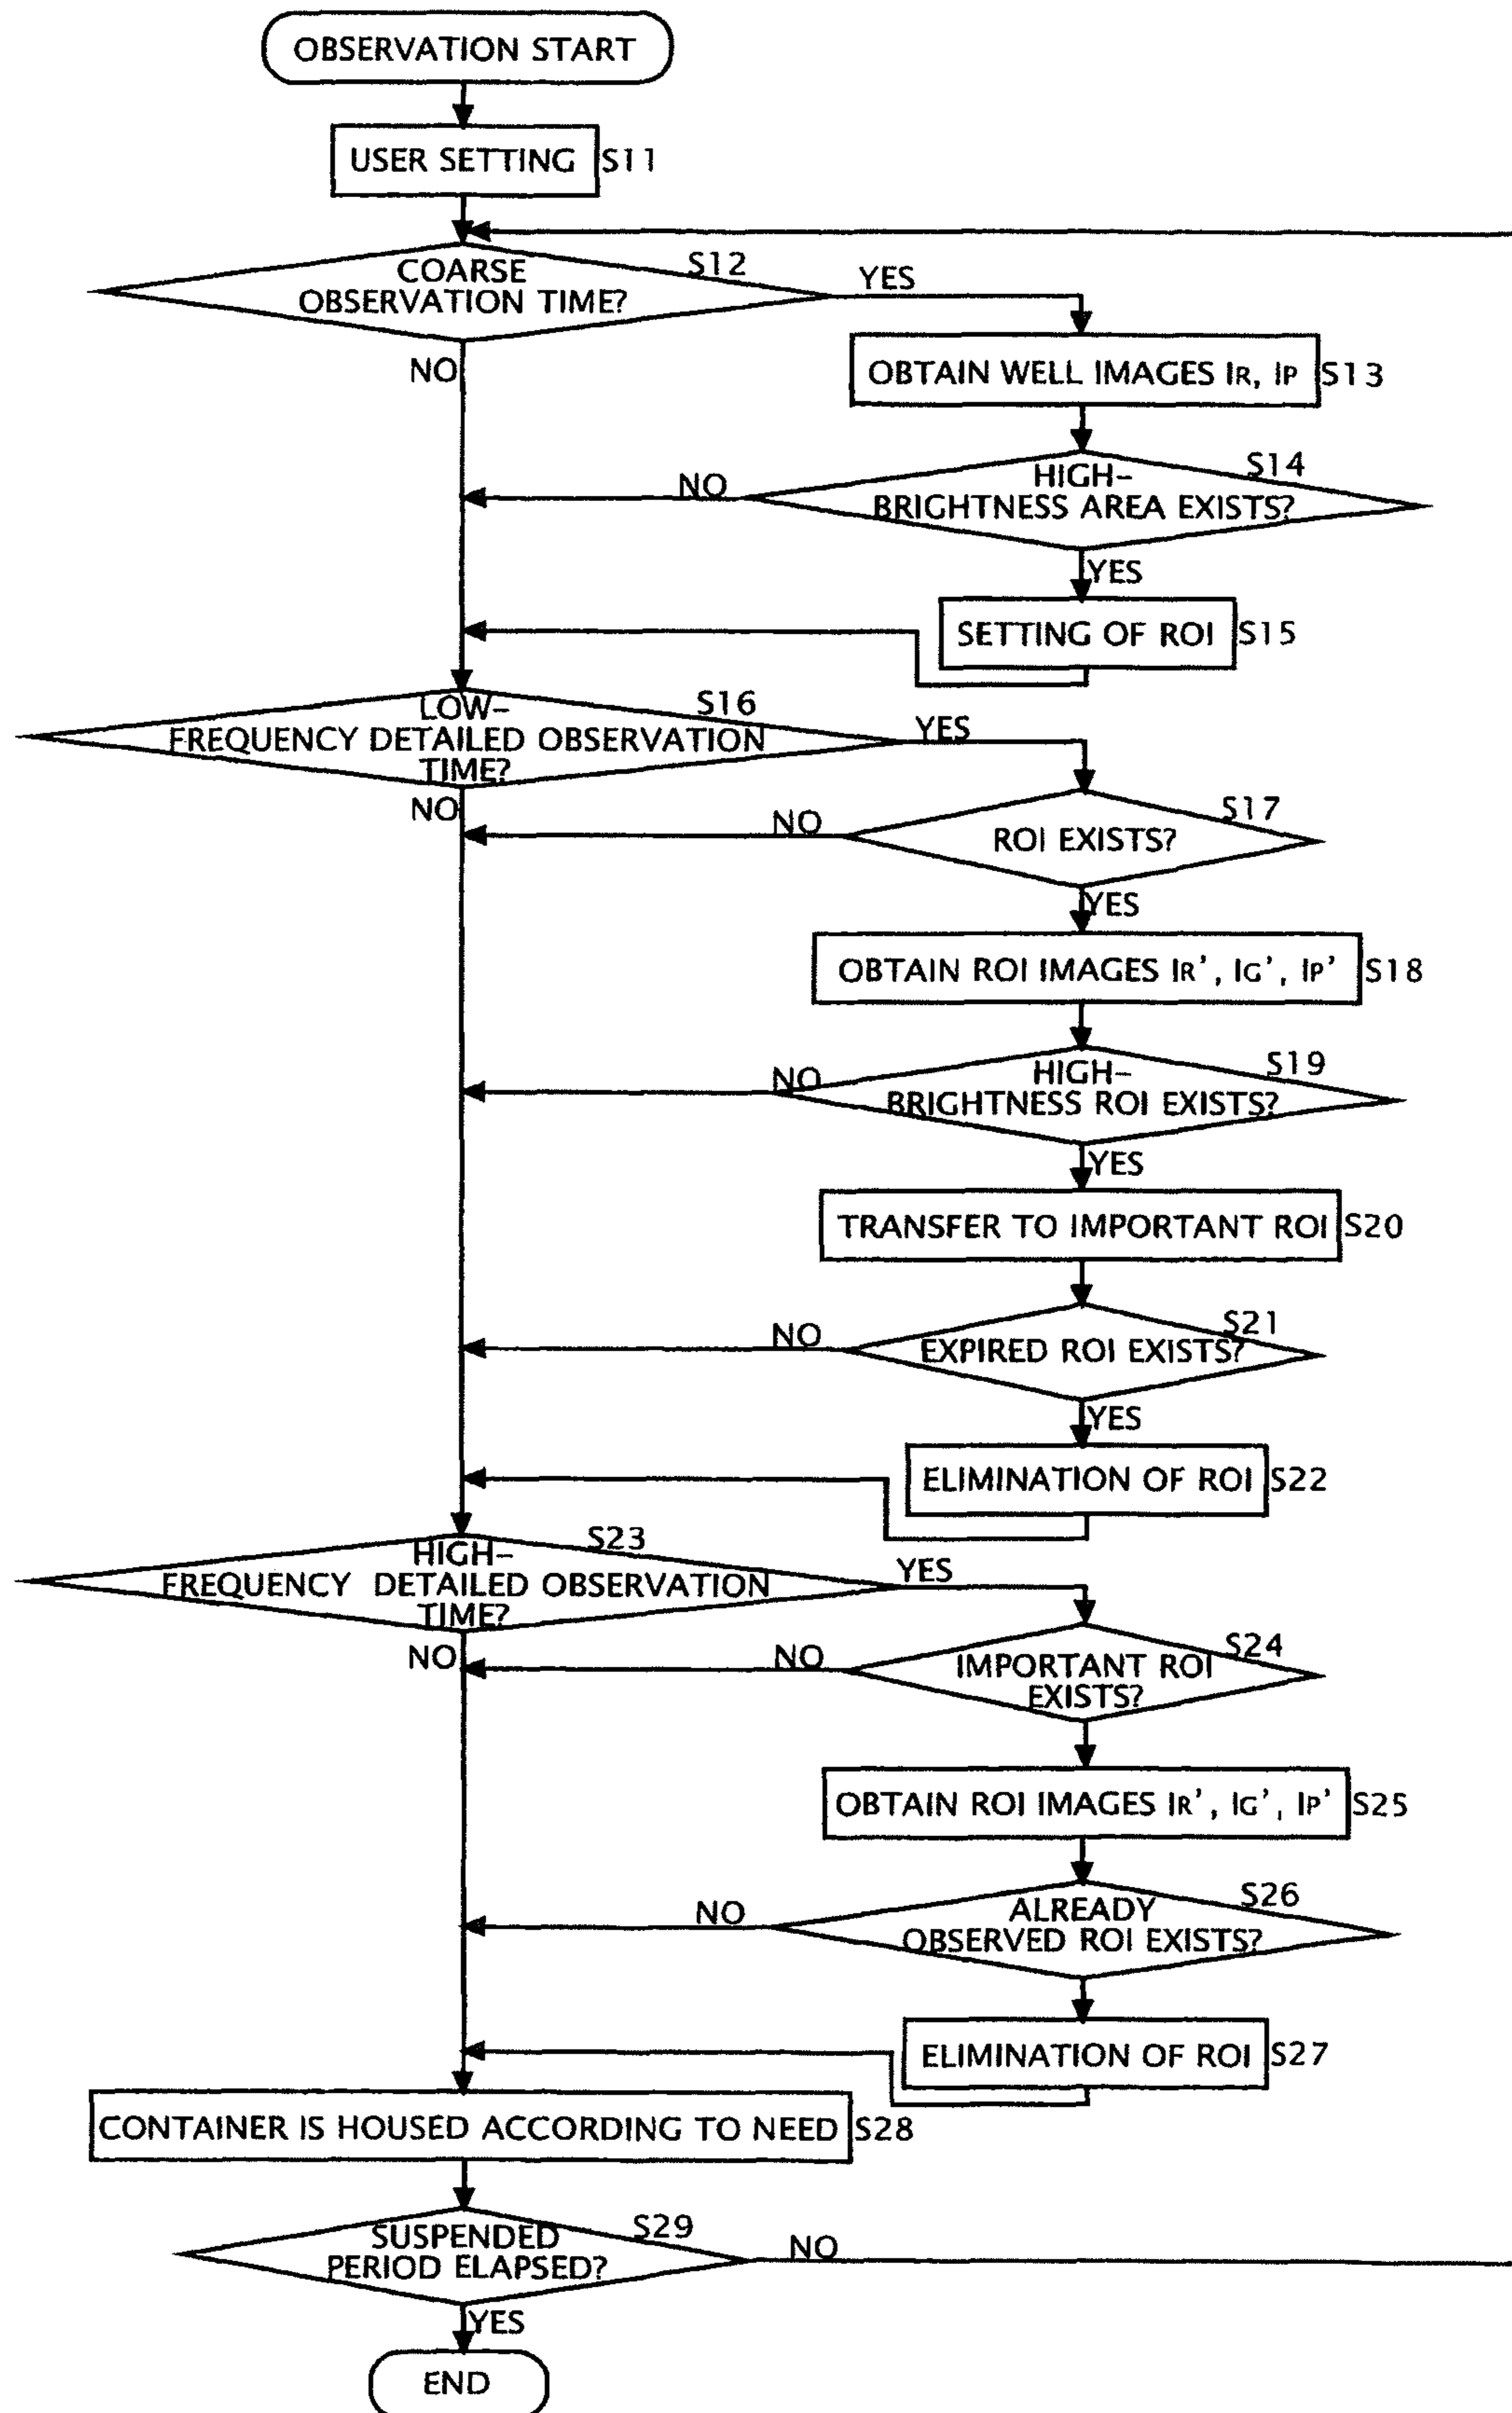 OBSERVATION START
USER SETTING S11
S12
COARSE
OBSERVATION TIME?
YES
NO
OBTAIN WELL IMAGES IR, IP S13
S14
HIGH-
BRIGHTNESS AREA EXISTS?
NO
YES
SETTING OF ROI S15
S16
LOW-
FREQUENCY DETAILED OBSERVATION
TIME?
YES
NO
S17
ROI EXISTS?
NO
YES
OBTAIN ROI IMAGES IR', IG', IP' S18
S19
HIGH-
BRIGHTNESS ROI EXISTS?
NO
YES
TRANSFER TO IMPORTANT ROI S20
S21
EXPIRED ROI EXISTS?
NO
YES
ELIMINATION OF ROI S22
S23
HIGH-
FREQUENCY DETAILED OBSERVATION
TIME?
YES
NO
S24
IMPORTANT ROI
EXISTS?
NO
OBTAIN ROI IMAGES IR', IG', IP' S25
S26
ALREADY
OBSERVED ROI EXISTS?
NO
ELIMINATION OF ROI S27
CONTAINER IS HOUSED ACCORDING TO NEED S28
S29
SUSPENDED
PERIOD ELAPSED?
NO
YES
END